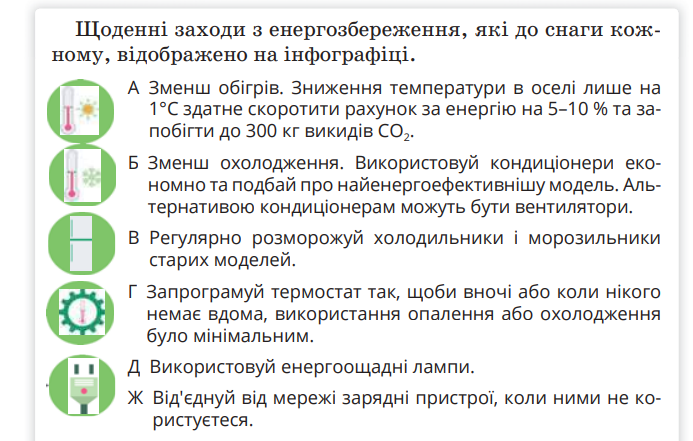 Щоденні заходи з енергозбереження, які до снаги кож-
ному, відображено на інфографіці.
А Зменш обігрів. Зниження температури в оселі лише на
1°C здатне скоротити рахунок за енергію на 5–10 % та за-
побігти до 300 кг викидів CO₂.
Б Зменш охолодження. Використовуй кондиціонери еко-
номно та подбай про найенергоефективнішу модель. Аль-
тернативою кондиціонерам можуть бути вентилятори.
В Регулярно розморожуй холодильники і морозильники
старих моделей.
Г Запрограмуй термостат так, щоби вночі або коли нікого
немає вдома, використання опалення або охолодження
було мінімальним.
Д Використовуй енергоощадні лампи.
Ж Від'єднуй від мережі зарядні пристрої, коли ними не ко-
ристуєтеся.